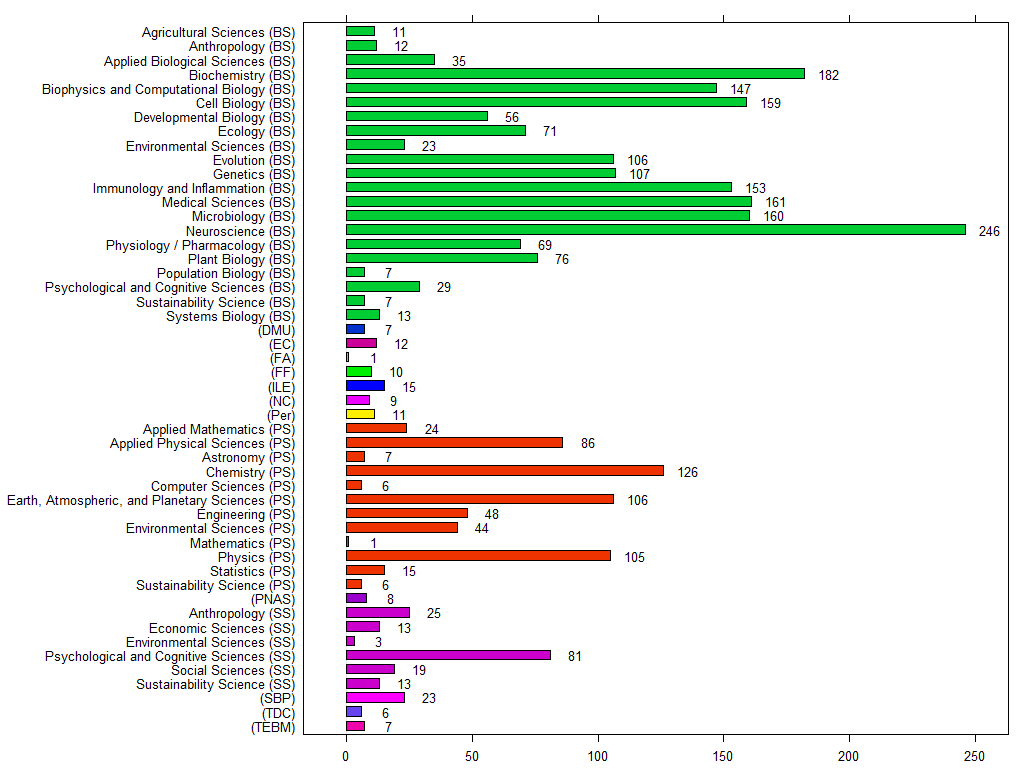 Agricultural Sciences (BS) 11
Anthropology (BS) 12
Applied Biological Sciences (BS) 35
Biochemistry (BS) 182
Biophysics and Computational Biology (BS) 147
Cell Biology (BS) 159
Developmental Biology (BS) 56
Ecology (BS) 71
Environmental Sciences (BS) 23
Evolution (BS) 106
Genetics (BS) 107
Immunology and Inflammation (BS) 153
Medical Sciences (BS) 161
Microbiology (BS) 160
Neuroscience (BS) 246
Physiology / Pharmacology (BS) 69
Plant Biology (BS) 76
Population Biology (BS) 7
Psychological and Cognitive Sciences (BS) 29
Sustainability Science (BS) 7
Systems Biology (BS) 13
(DMU) 7
(EC) 12
(FA) 1
(FF) 10
(ILE) 15
(NC) 9
(Per) 11
Applied Mathematics (PS) 24
Applied Physical Sciences (PS) 86
Astronomy (PS) 7
Chemistry (PS) 126
Computer Sciences (PS) 6
Earth, Atmospheric, and Planetary Sciences (PS) 106
Engineering (PS) 48
Environmental Sciences (PS) 44
Mathematics (PS) 1
Physics (PS) 105
Statistics (PS) 15
Sustainability Science (PS) 6
(PNAS) 8
Anthropology (SS) 25
Economic Sciences (SS) 13
Environmental Sciences (SS) 3
Psychological and Cognitive Sciences (SS) 81
Social Sciences (SS) 19
Sustainability Science (SS) 13
(SBP) 23
(TDC) 6
(TEBM) 7
0 50 100 150 200 250